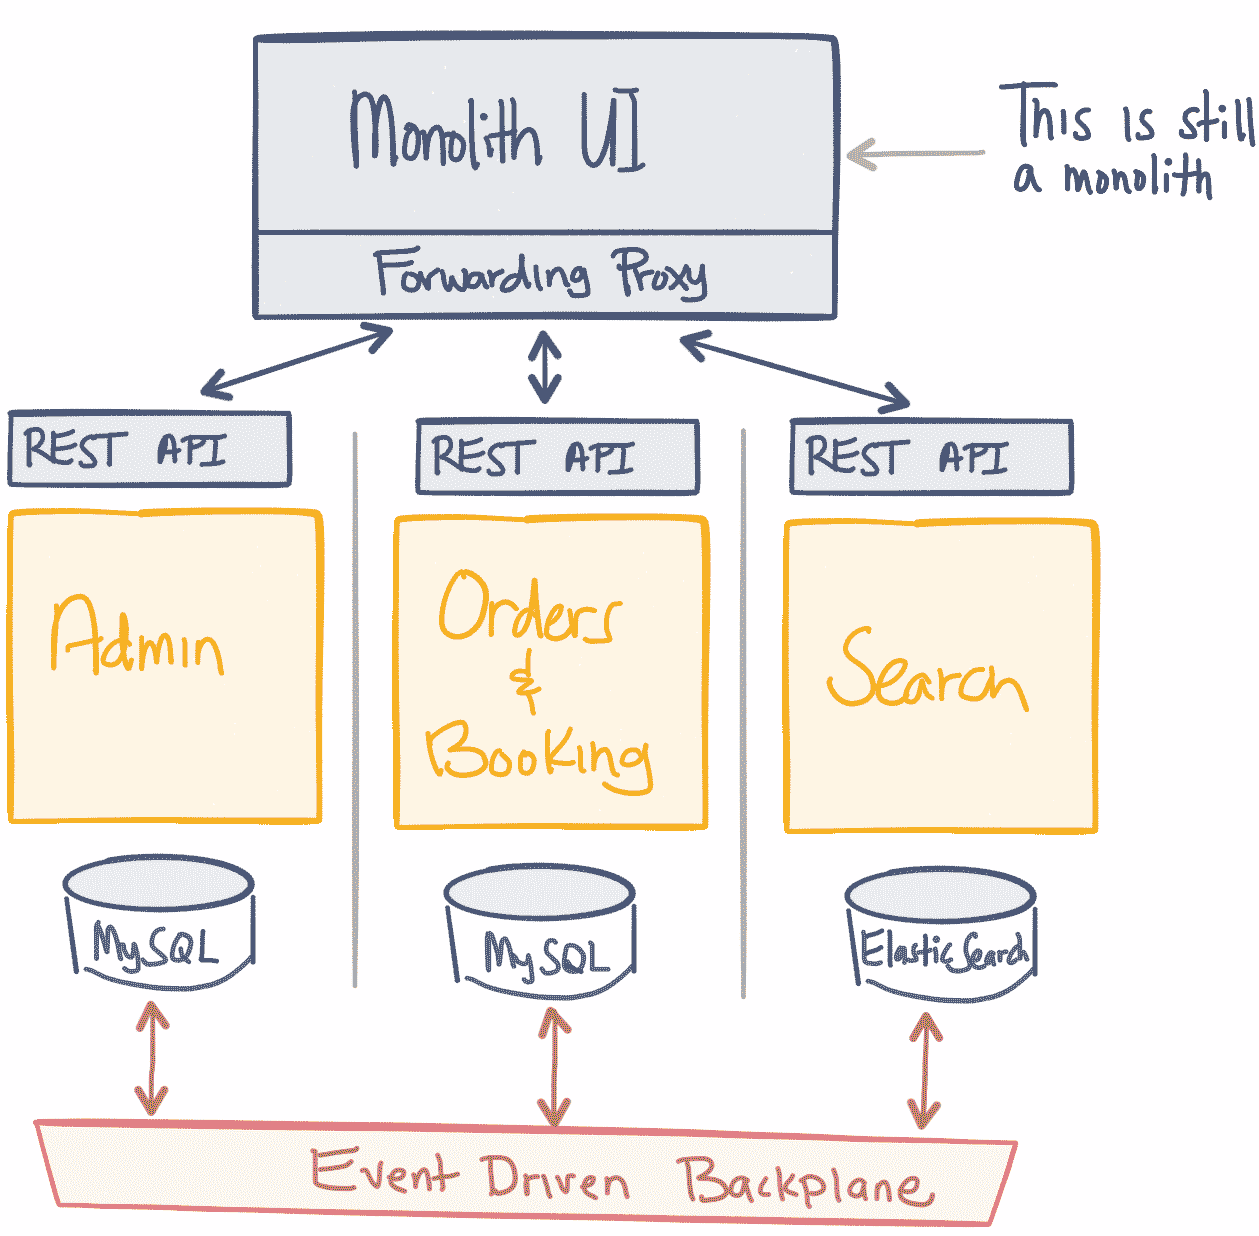 Monolith UI
This is still
a monolith
Forwarding Proxy
REST API
REST API
REST API
Admin
Orders
&
Booking
Search
MySQL
MySQL
ElasticSearch
Event Driven Backplane